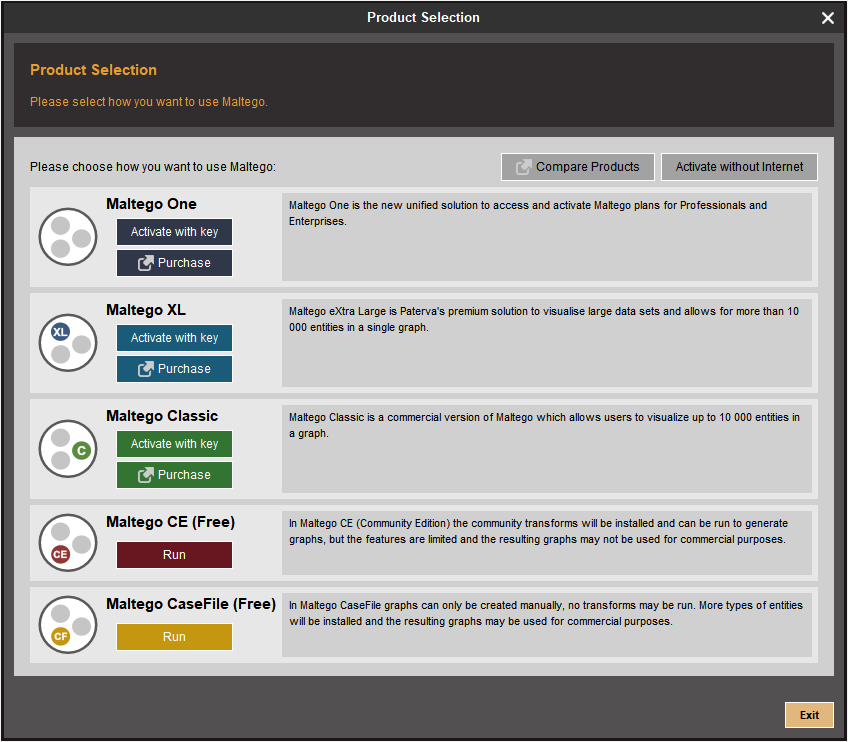 Product Selection
Product Selection
Please select how you want to use Maltego.
Please choose how you want to use Maltego:
Compare Products
Activate without Internet
Maltego One
Activate with key
Purchase
Maltego One is the new unified solution to access and activate Maltego plans for Professionals and
Enterprises.
XL
Maltego XL
Activate with key
Purchase
Maltego eXtra Large is Paterva's premium solution to visualise large data sets and allows for more than 10
000 entities in a single graph.
C
Maltego Classic
Activate with key
Purchase
Maltego Classic is a commercial version of Maltego which allows users to visualize up to 10 000 entities in
a graph.
CE
Maltego CE (Free)
Run
In Maltego CE (Community Edition) the community transforms will be installed and can be run to generate
graphs, but the features are limited and the resulting graphs may not be used for commercial purposes.
CF
Maltego CaseFile (Free)
Run
In Maltego CaseFile graphs can only be created manually, no transforms may be run. More types of entities
will be installed and the resulting graphs may be used for commercial purposes.
Exit